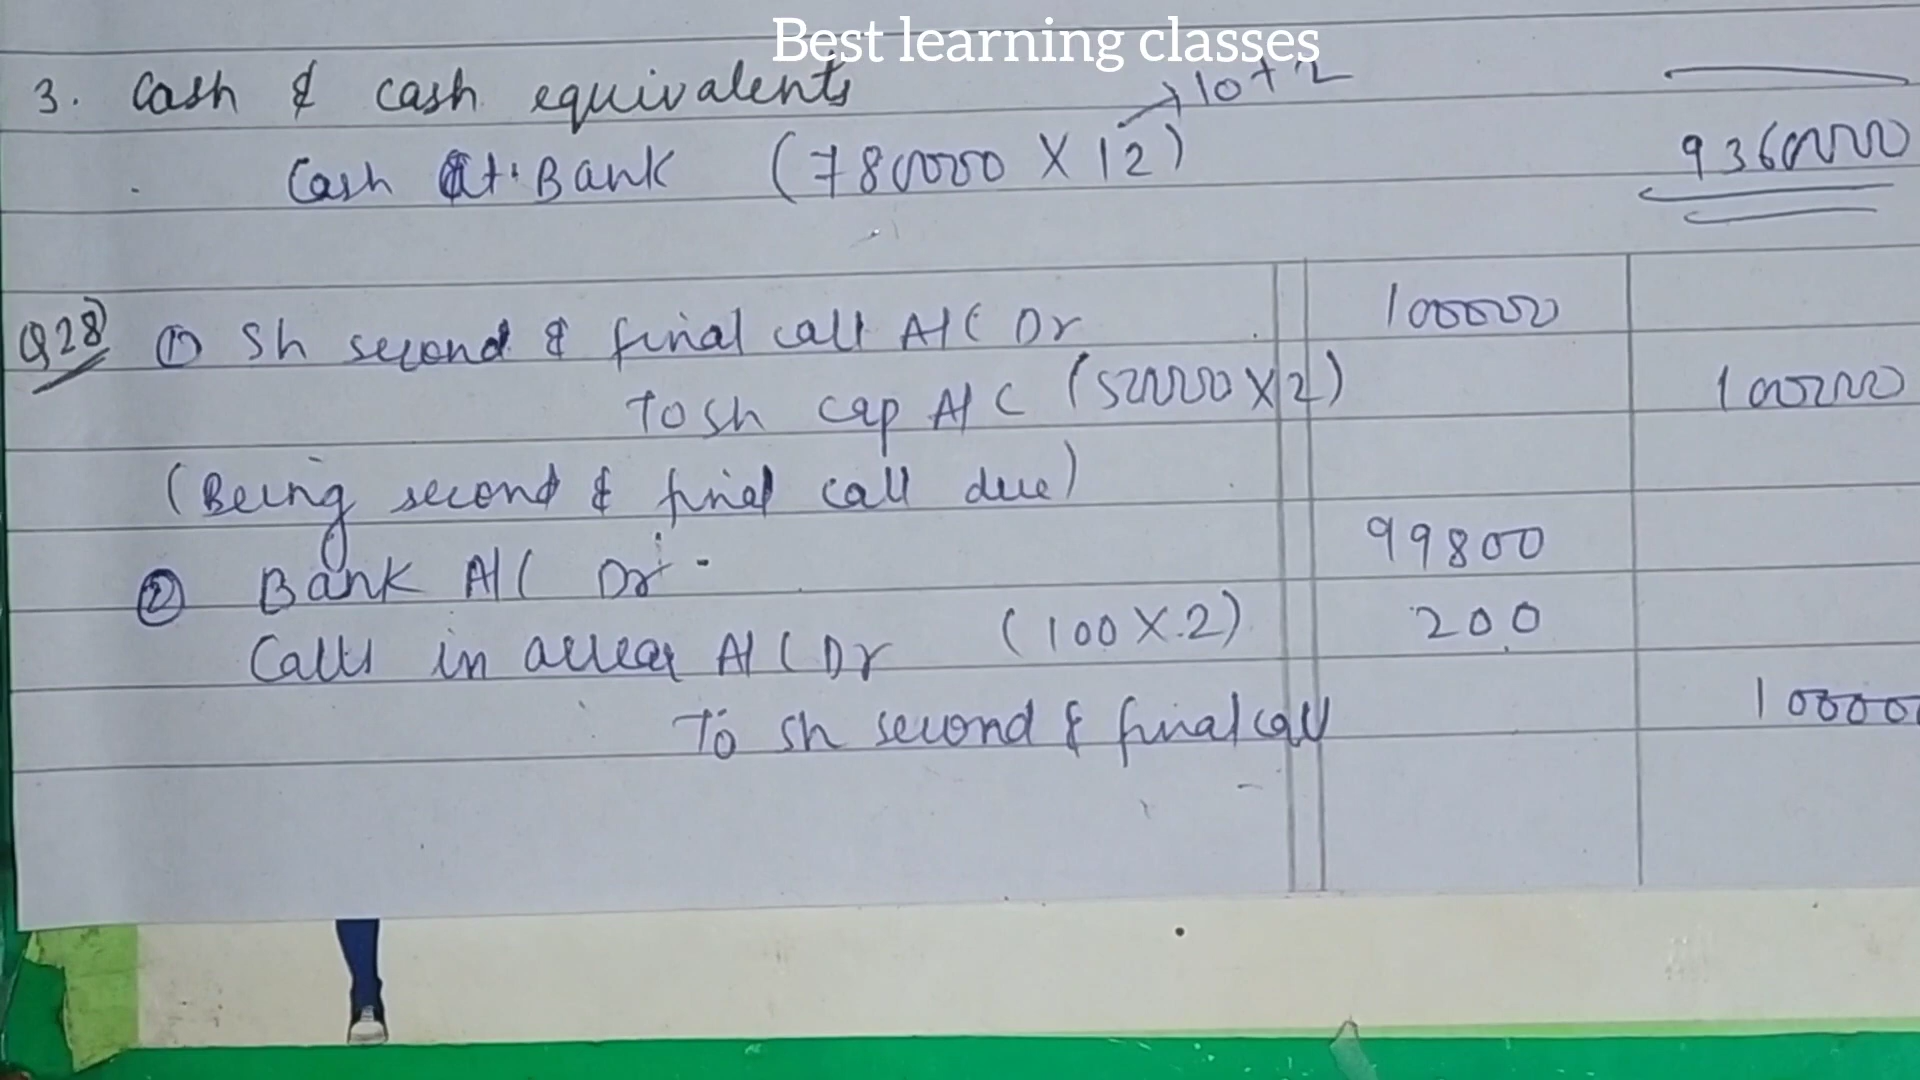 Best learning classes
3. Cash & cash equivalents
→ 10 + 2
Cash at Bank (780000 X 12)
9360000
Q28) ① Sh second & final call A/C Dr 100000
To sh cap A/C (50000 X 2) 100000
(Being second & final call due)
② Bank A/C Dr 99800
Calls in arrear A/C Dr (100 X 2) 200
To sh second & final call 100000